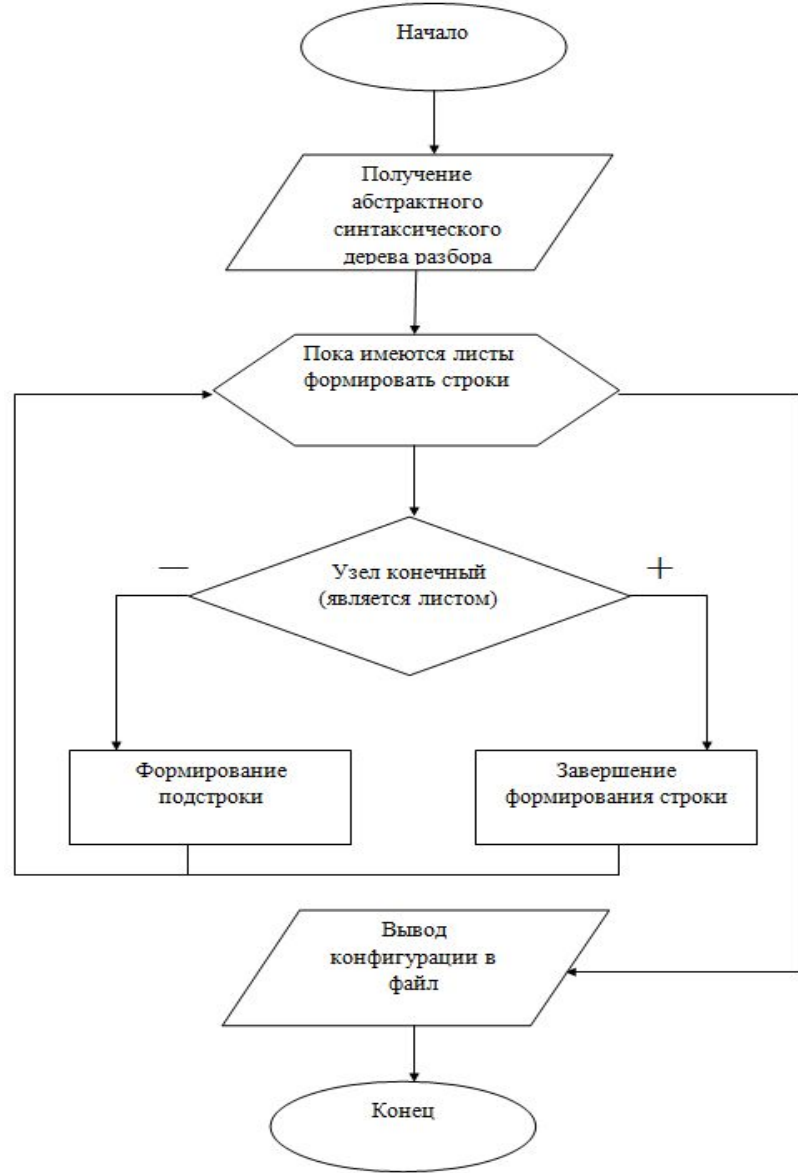 Начало
Получение
абстрактного
синтаксического
дерева разбора
Пока имеются листы
формировать строки
Узел конечный
(является листом)
—
+
Формирование
подстроки
Завершение
формирования строки
Вывод
конфигурации в
файл
Конец